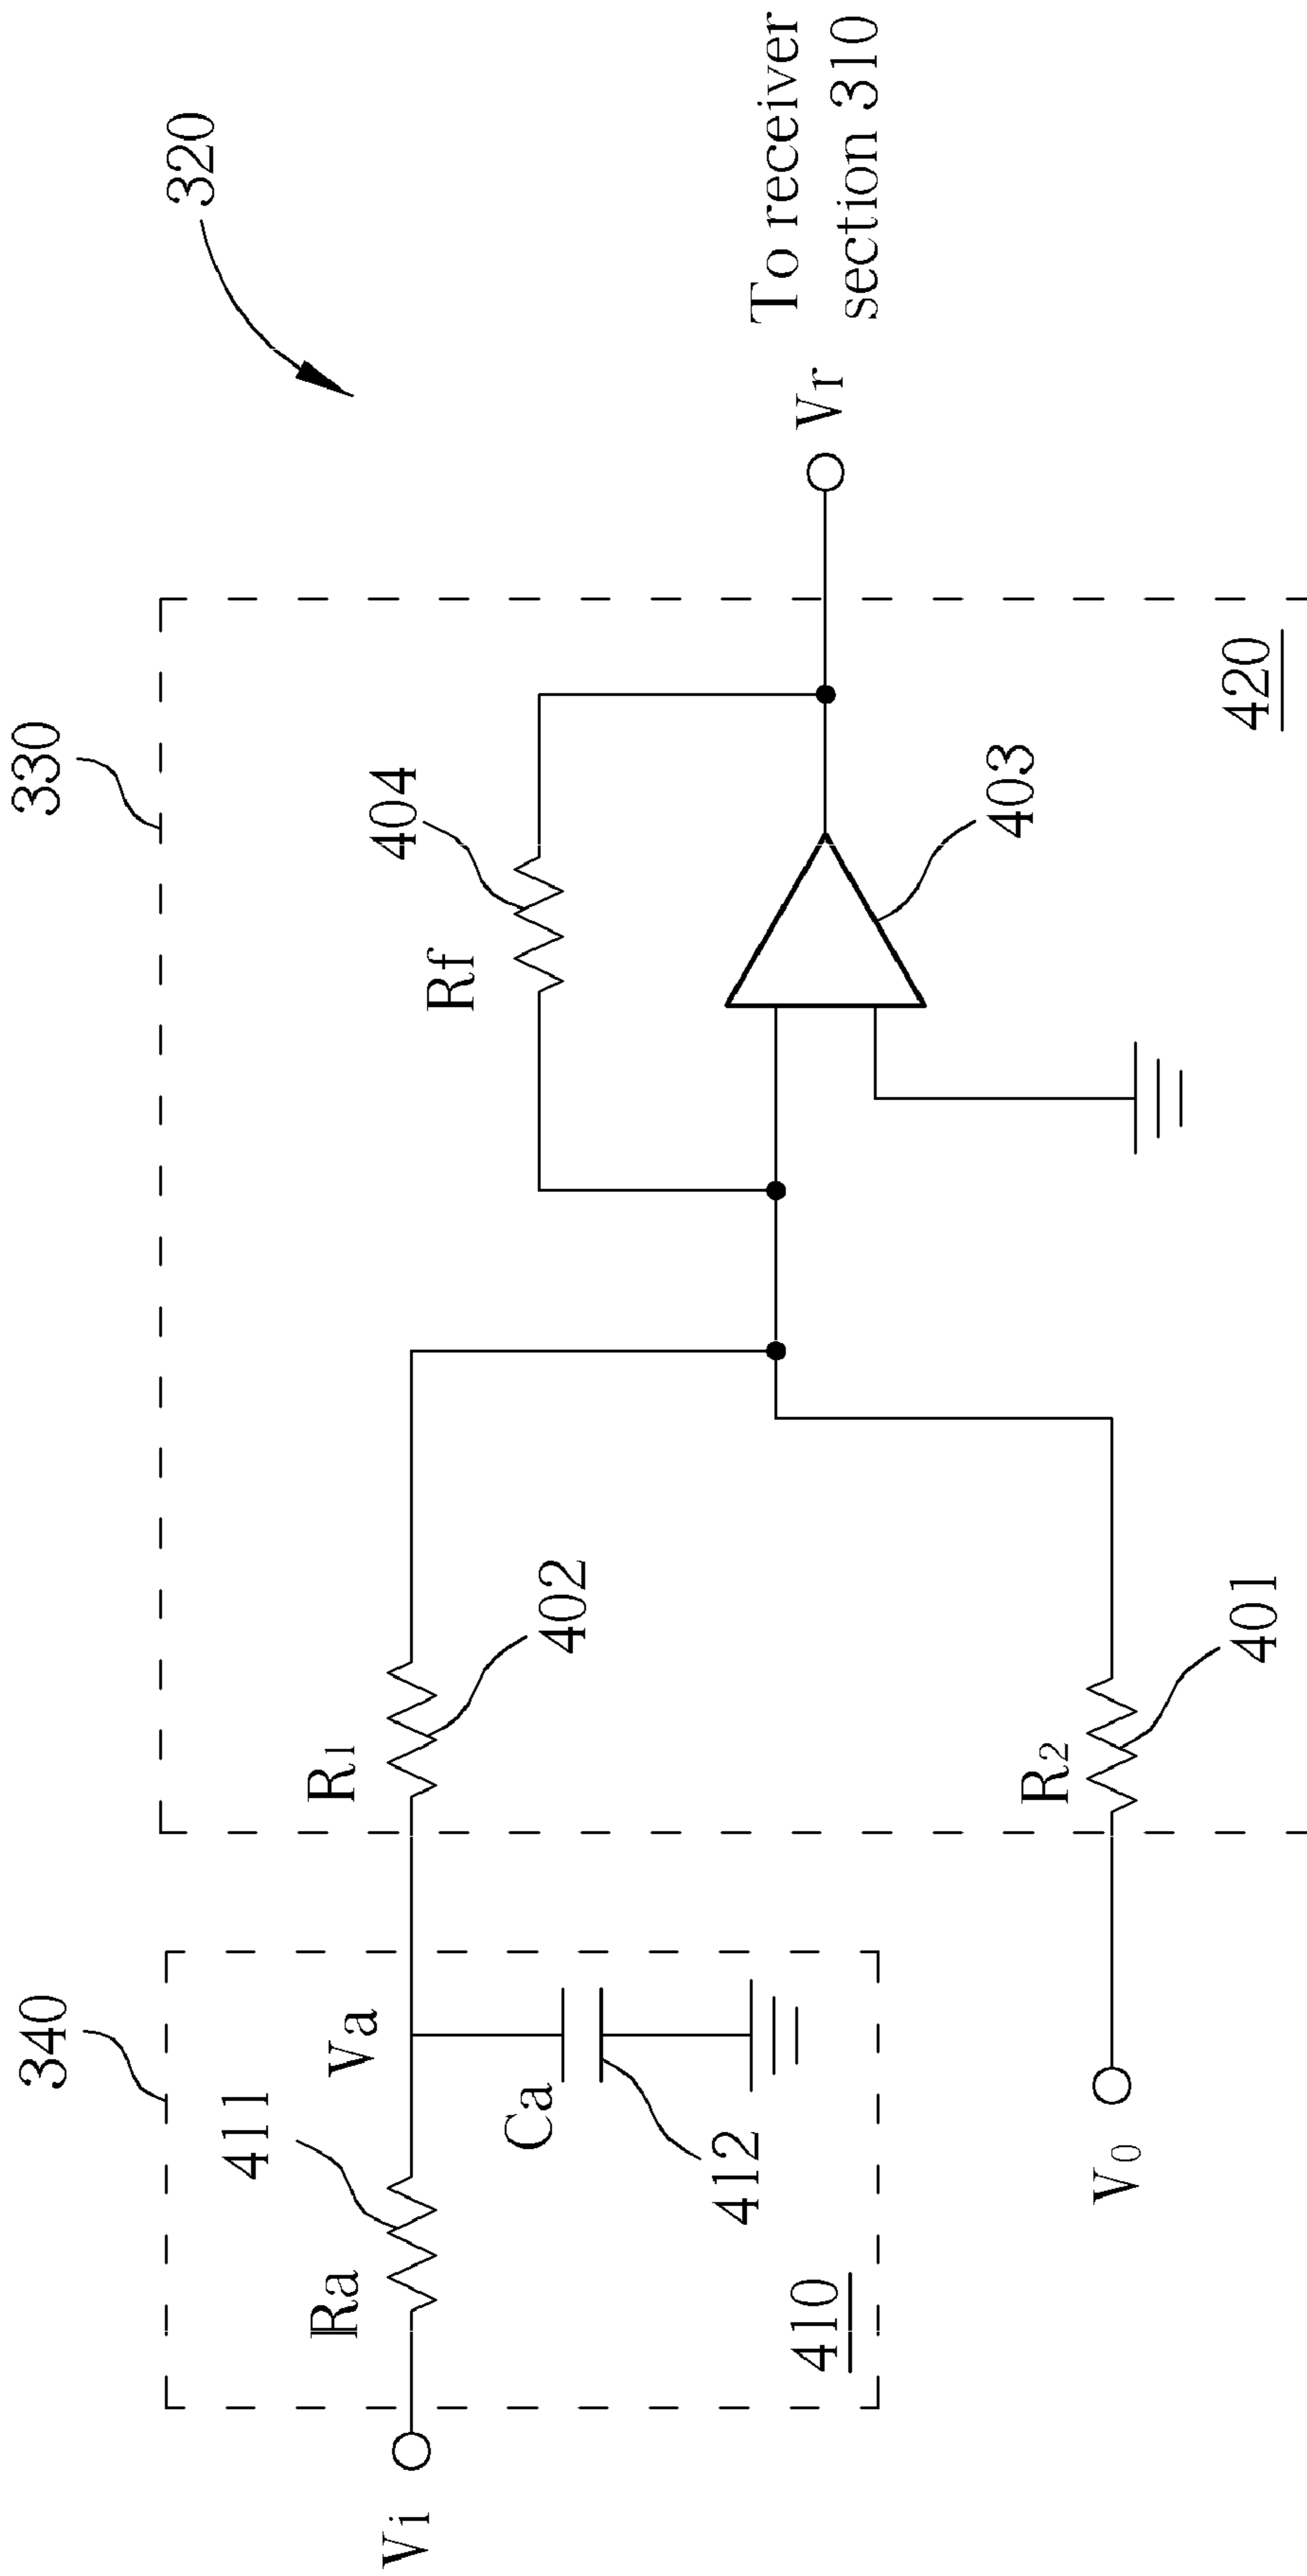 320
330
340
411
404
Ra
Va
R1
Rf
Vi
Ca
402
412
403
Vr
To receiver
section 310
410
V0
R2
401
420